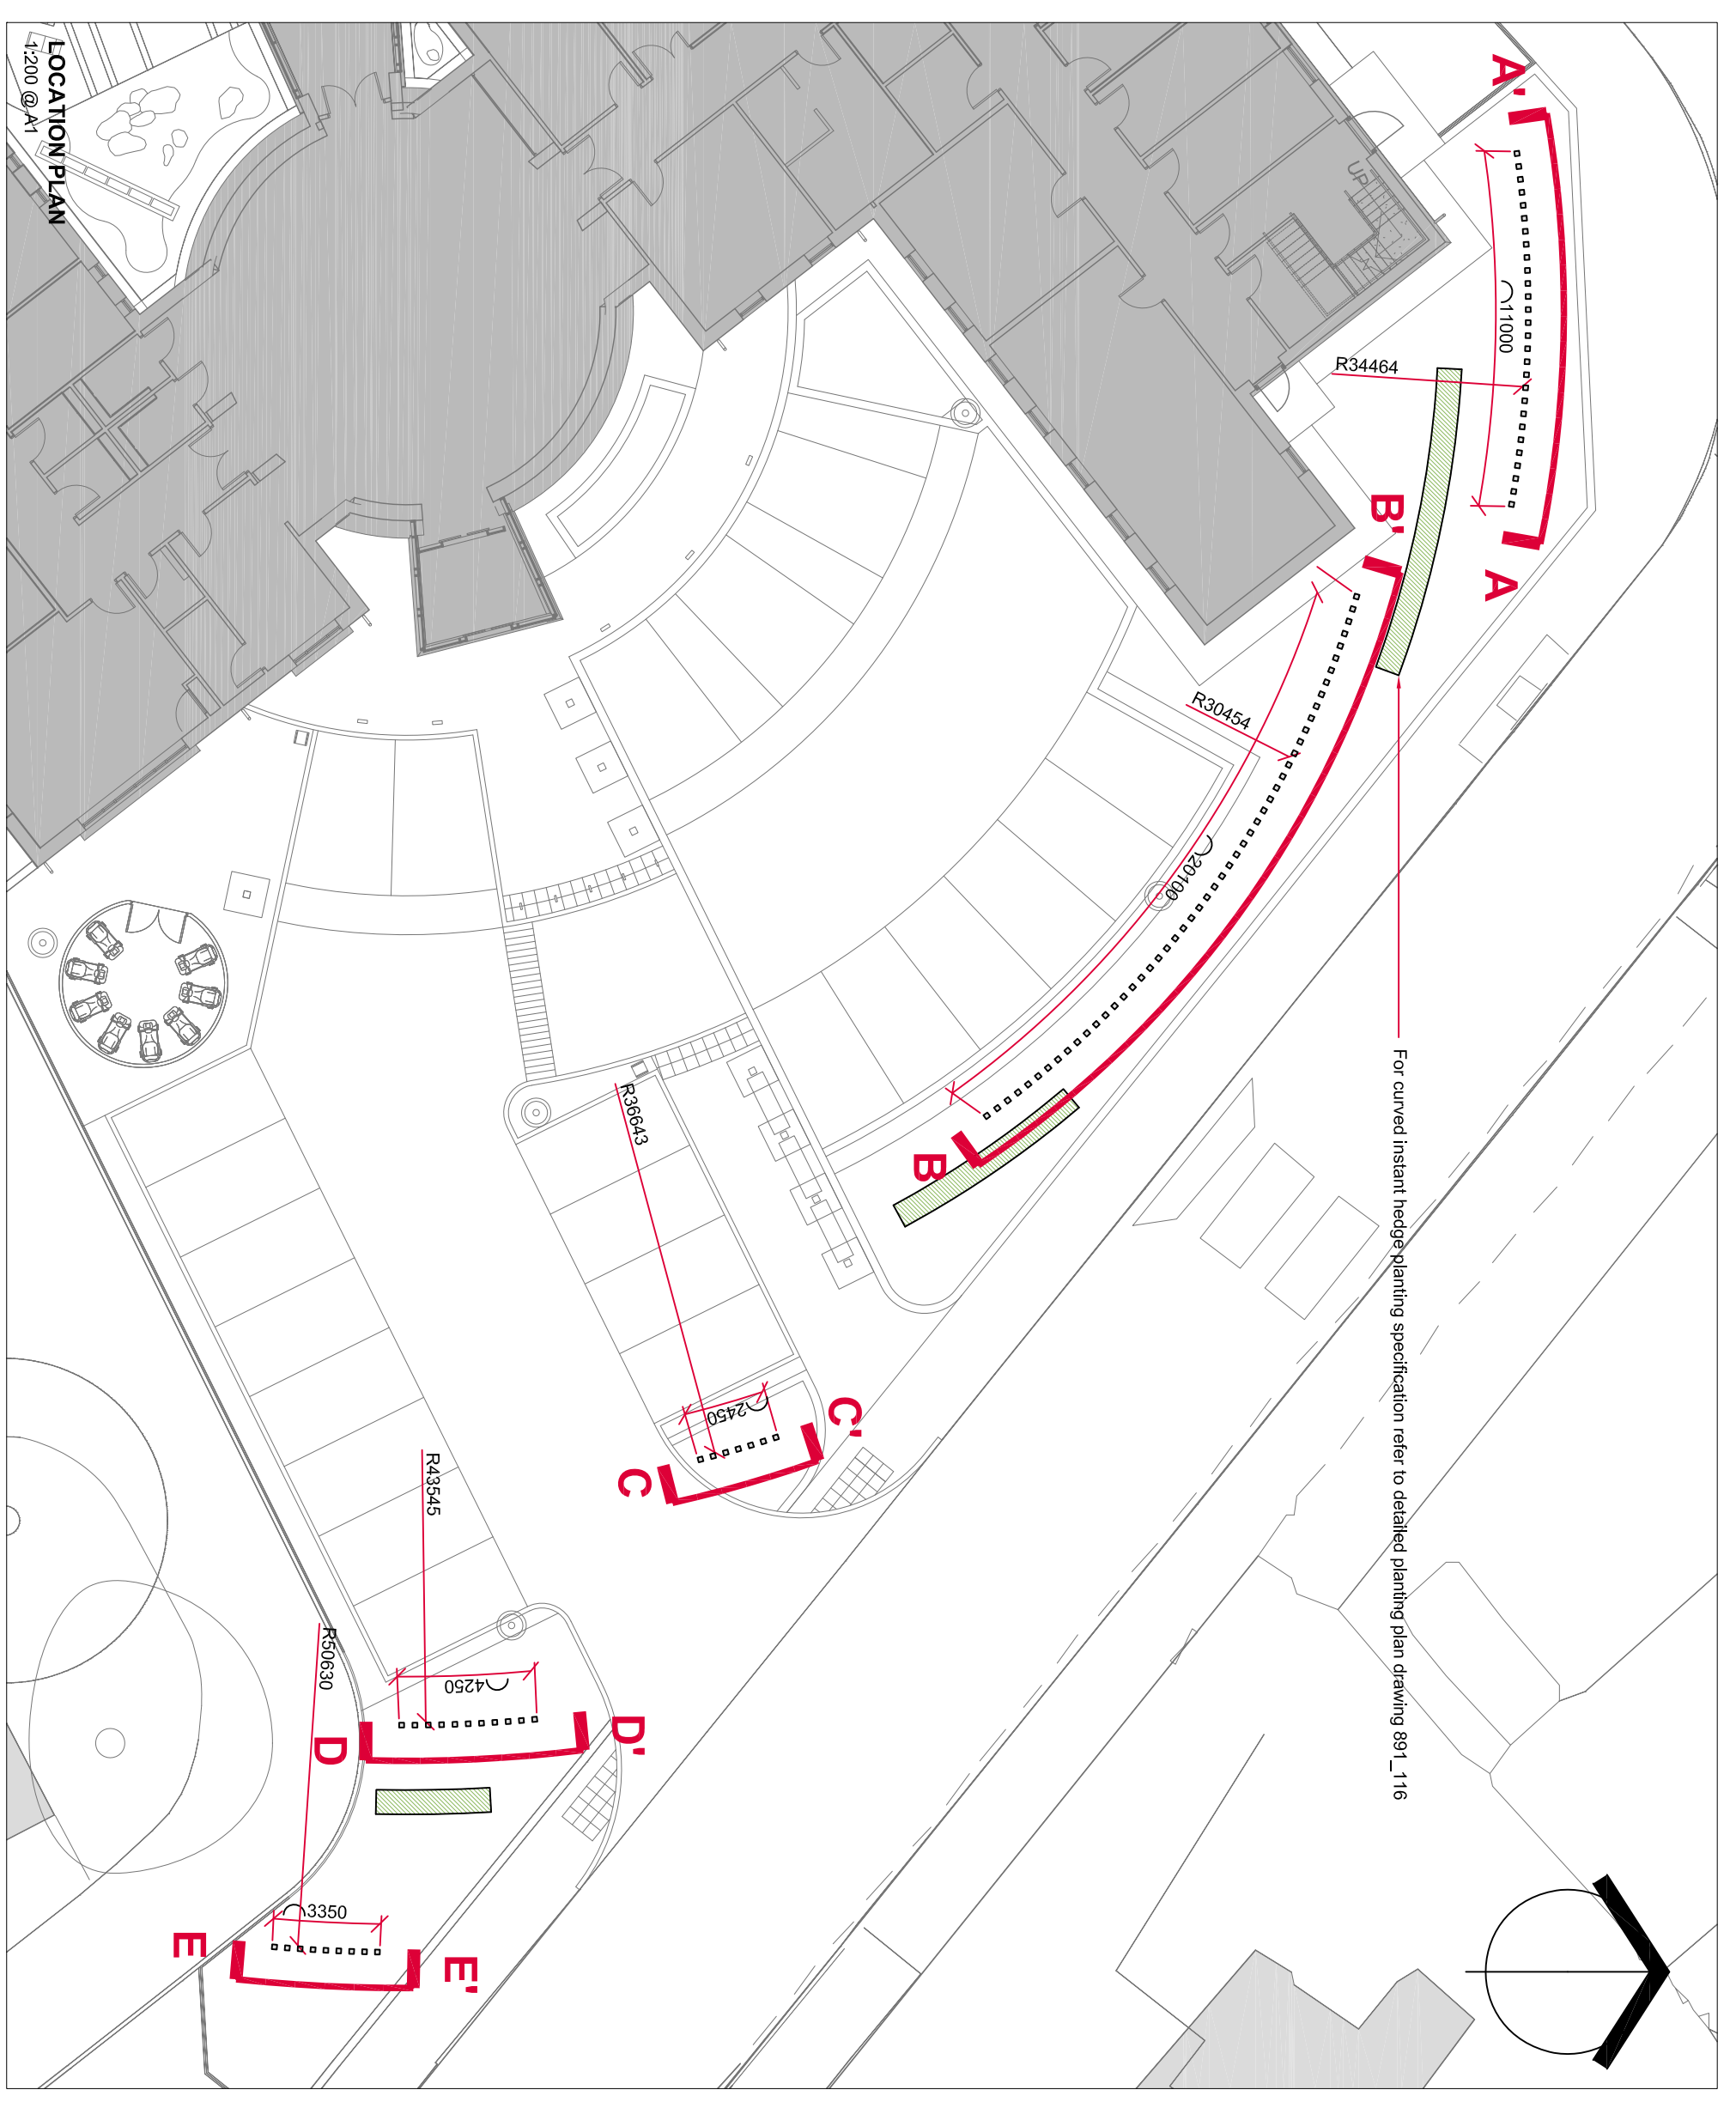 LOCATION PLAN
1:200 @ A1
UP
A'
11000
R34464
A
B'
R30454
20100
B
For curved instant hedge planting specification refer to detailed planting plan drawing 891_116
R36643
C'
2450
C
R43545
4250
D'
D
R50630
3350
E
E'